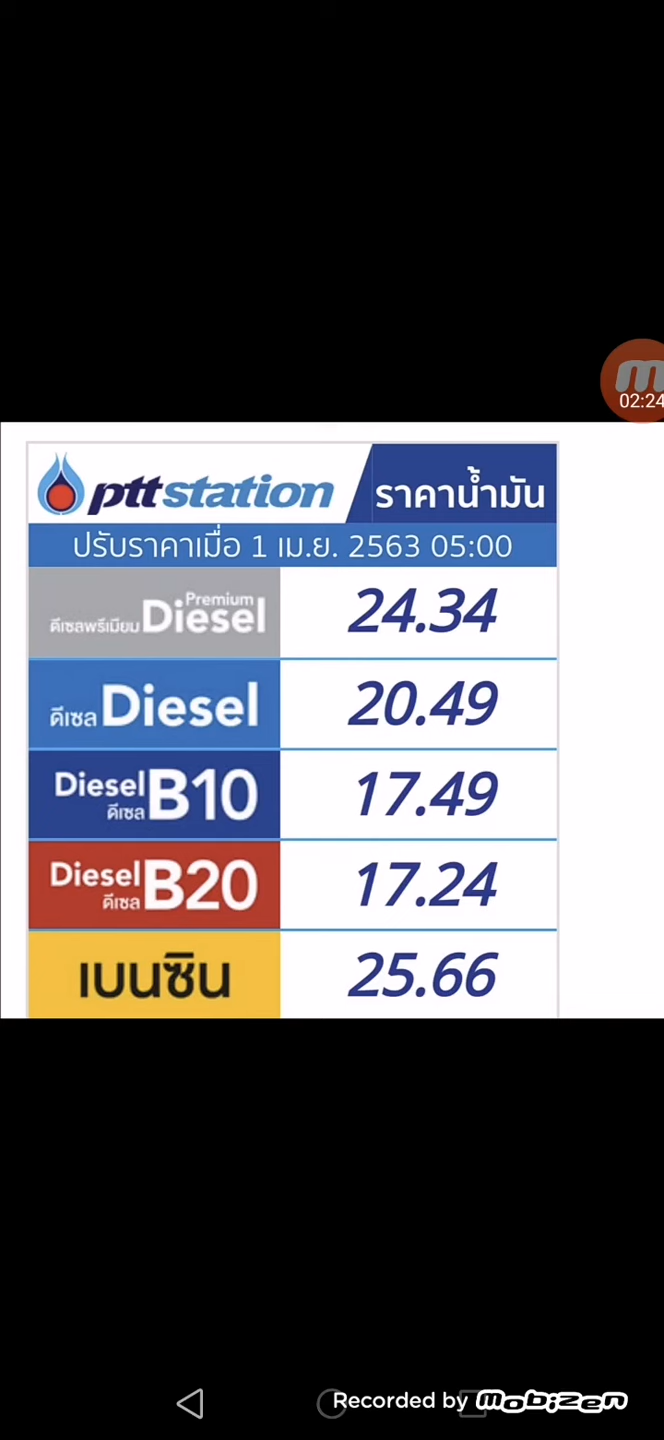 m
02:24
ptt station ราคาน้ำมัน
ปรับราคาเมื่อ 1 เม.ย. 2563 05:00
ดีเซลพรีเมียม Premium Diesel 24.34
ดีเซล Diesel 20.49
Diesel ดีเซล B10 17.49
Diesel ดีเซล B20 17.24
เบนซิน 25.66
Recorded by mobizen